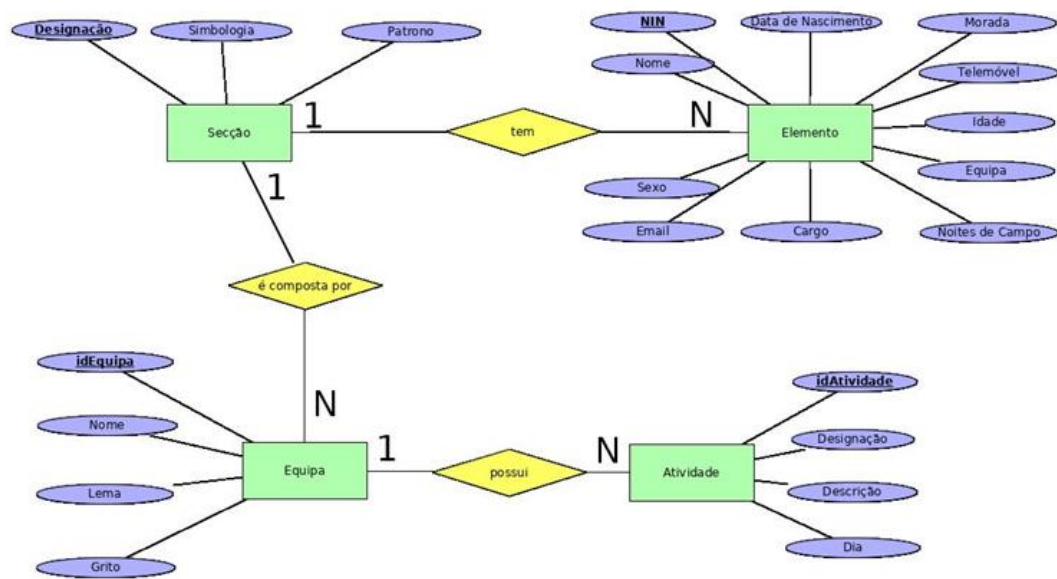 Designação
Simbologia
Patrono
NIN
Data de Nascimento
Morada
Nome
Telemóvel
Secção
1
tem
N
Elemento
Idade
1
Sexo
Equipa
Email
Cargo
Noites de Campo
é composta por
idEquipa
N
idAtividade
Nome
Designação
Equipa
1
possui
N
Atividade
Lema
Descrição
Grito
Dia